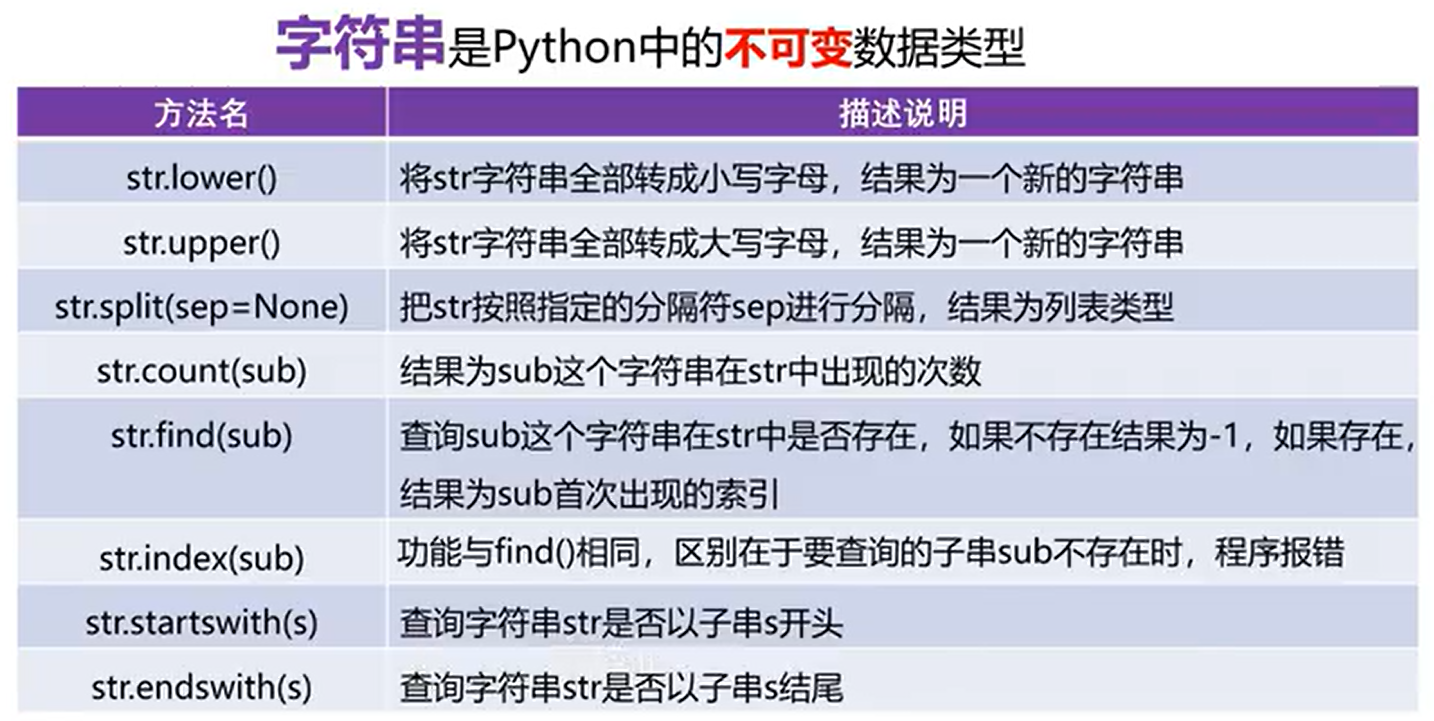 字符串是Python中的不可变数据类型
方法名 描述说明
str.lower() 将str字符串全部转成小写字母，结果为一个新的字符串
str.upper() 将str字符串全部转成大写字母，结果为一个新的字符串
str.split(sep=None) 把str按照指定的分隔符sep进行分隔，结果为列表类型
str.count(sub) 结果为sub这个字符串在str中出现的次数
str.find(sub) 查询sub这个字符串在str中是否存在，如果不存在结果为-1，如果存在，
结果为sub首次出现的索引
str.index(sub) 功能与find()相同，区别在于要查询的子串sub不存在时，程序报错
str.startswith(s) 查询字符串str是否以子串s开头
str.endswith(s) 查询字符串str是否以子串s结尾